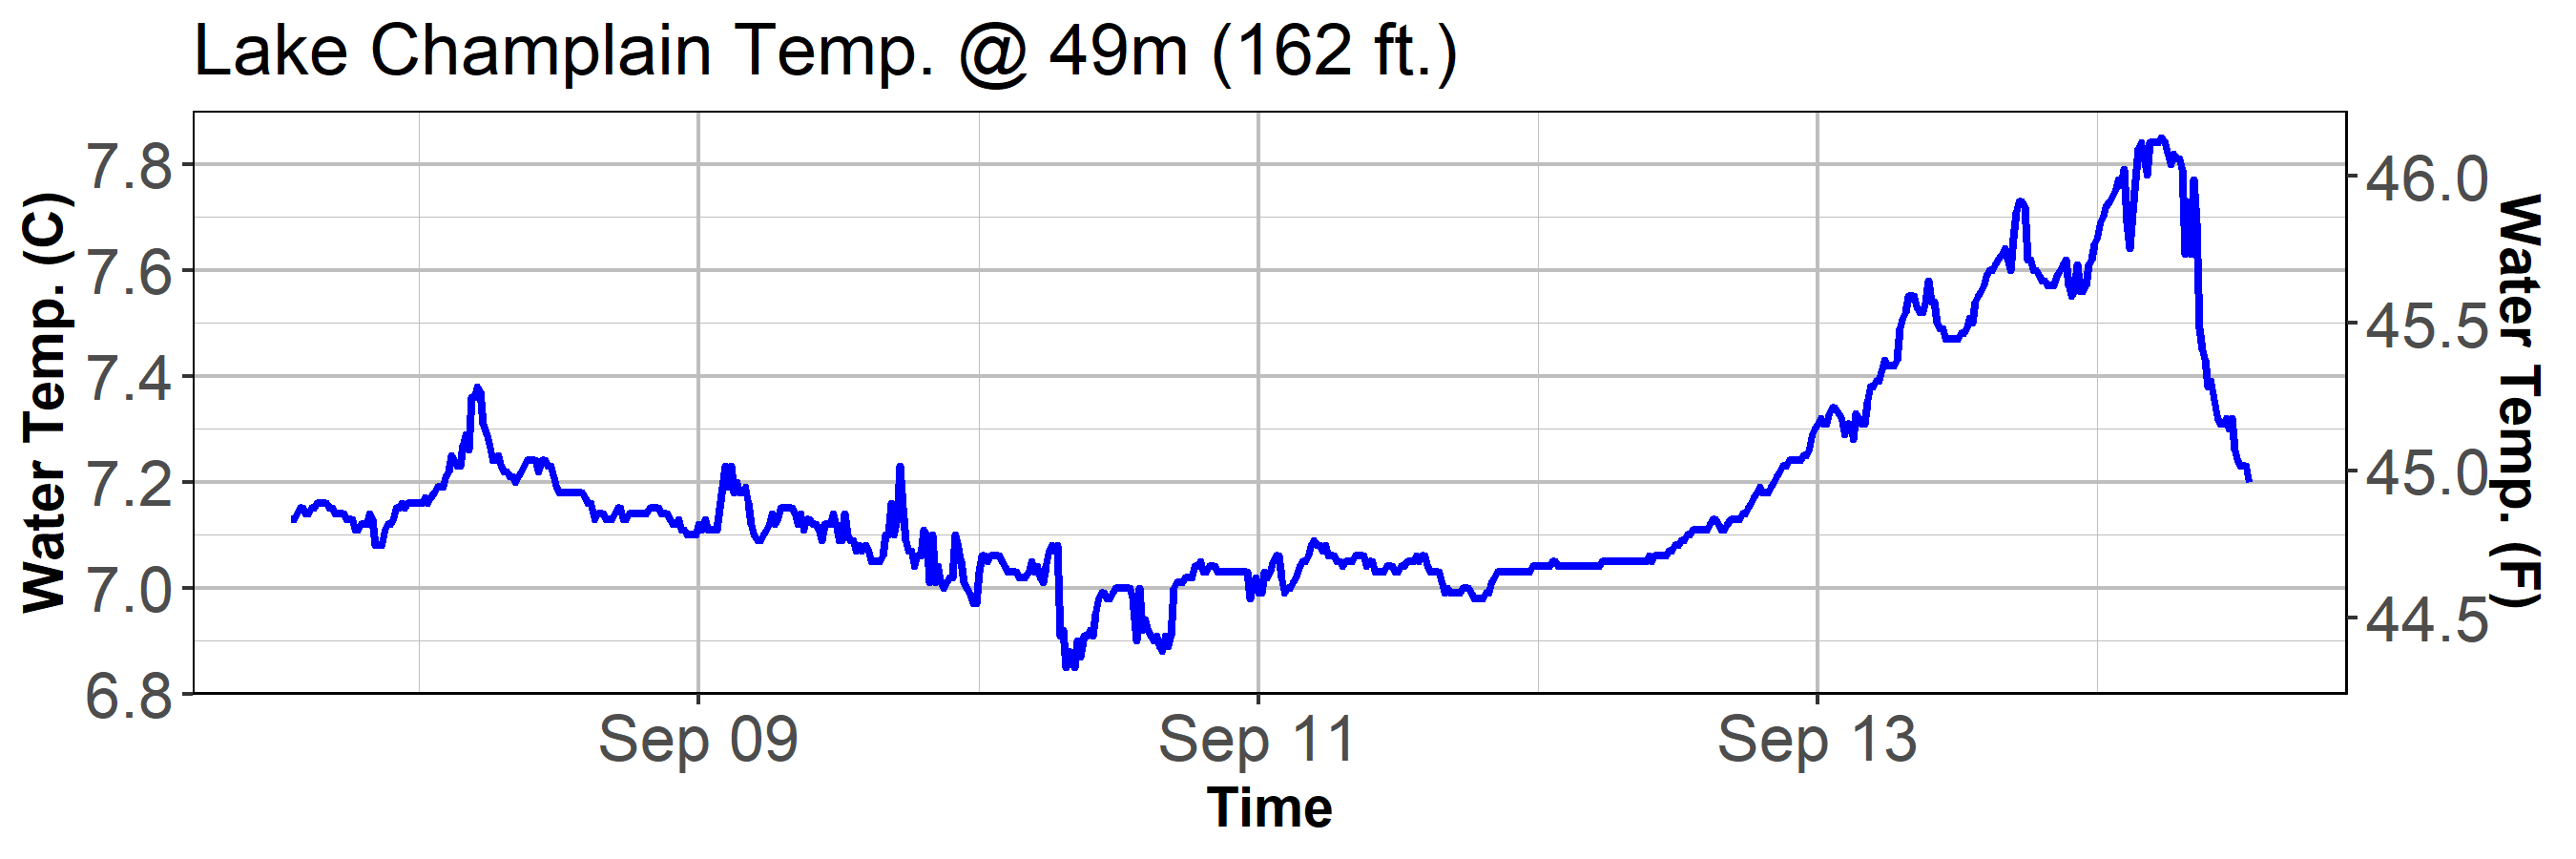 Lake Champlain Temp. @ 49m (162 ft.)
Water Temp. (C)
7.8
7.6
7.4
7.2
7.0
6.8
46.0
45.5
45.0
44.5
Water Temp. (F)
Sep 09 Sep 11 Sep 13
Time